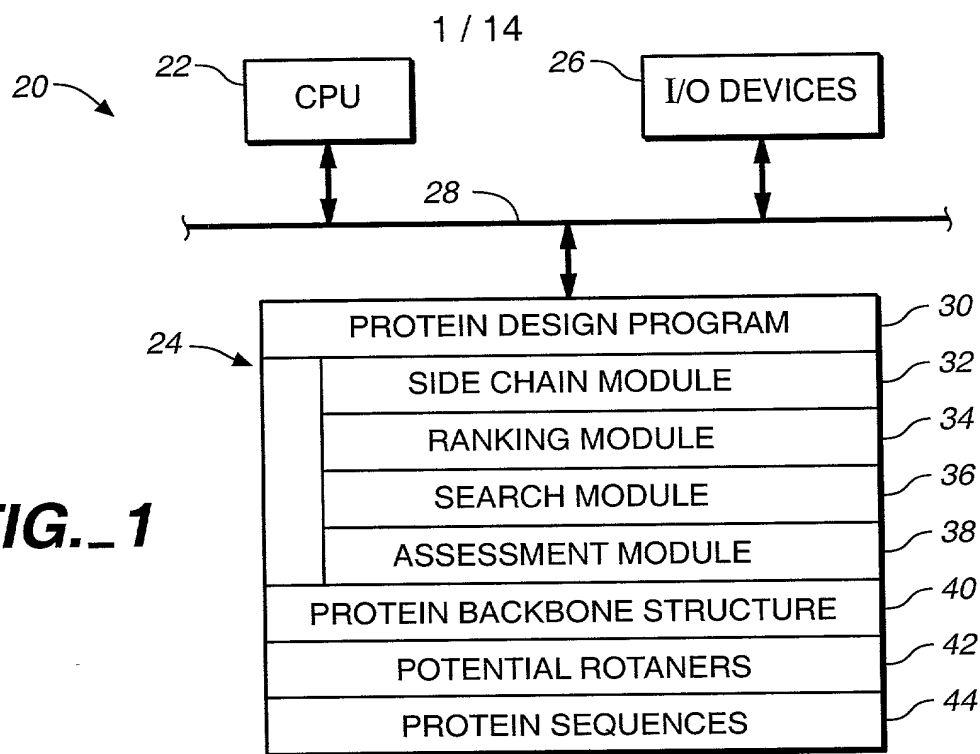 1 / 14
20
22
CPU
26
I/O DEVICES
28
24
PROTEIN DESIGN PROGRAM
30
SIDE CHAIN MODULE
32
RANKING MODULE
34
SEARCH MODULE
36
ASSESSMENT MODULE
38
PROTEIN BACKBONE STRUCTURE
40
POTENTIAL ROTANERS
42
PROTEIN SEQUENCES
44
FIG._1